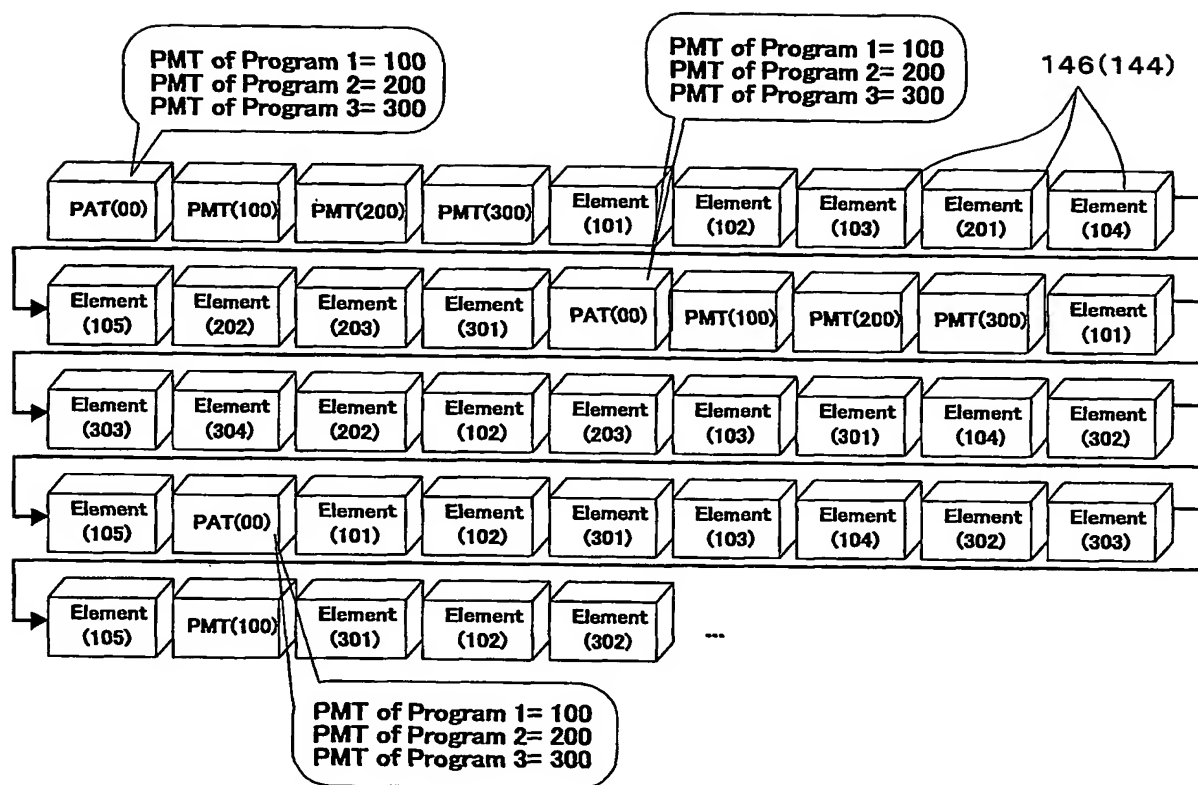 PMT of Program 1= 100
PMT of Program 2= 200
PMT of Program 3= 300
PMT of Program 1= 100
PMT of Program 2= 200
PMT of Program 3= 300
146(144)
PAT(00) PMT(100) PMT(200) PMT(300) Element (101) Element (102) Element (103) Element (201) Element (104)
Element (105) Element (202) Element (203) Element (301) PAT(00) PMT(100) PMT(200) PMT(300) Element (101)
Element (303) Element (304) Element (202) Element (102) Element (203) Element (103) Element (301) Element (104) Element (302)
Element (105) PAT(00) Element (101) Element (102) Element (301) Element (103) Element (104) Element (302) Element (303)
Element (105) PMT(100) Element (301) Element (102) Element (302) ...
PMT of Program 1= 100
PMT of Program 2= 200
PMT of Program 3= 300